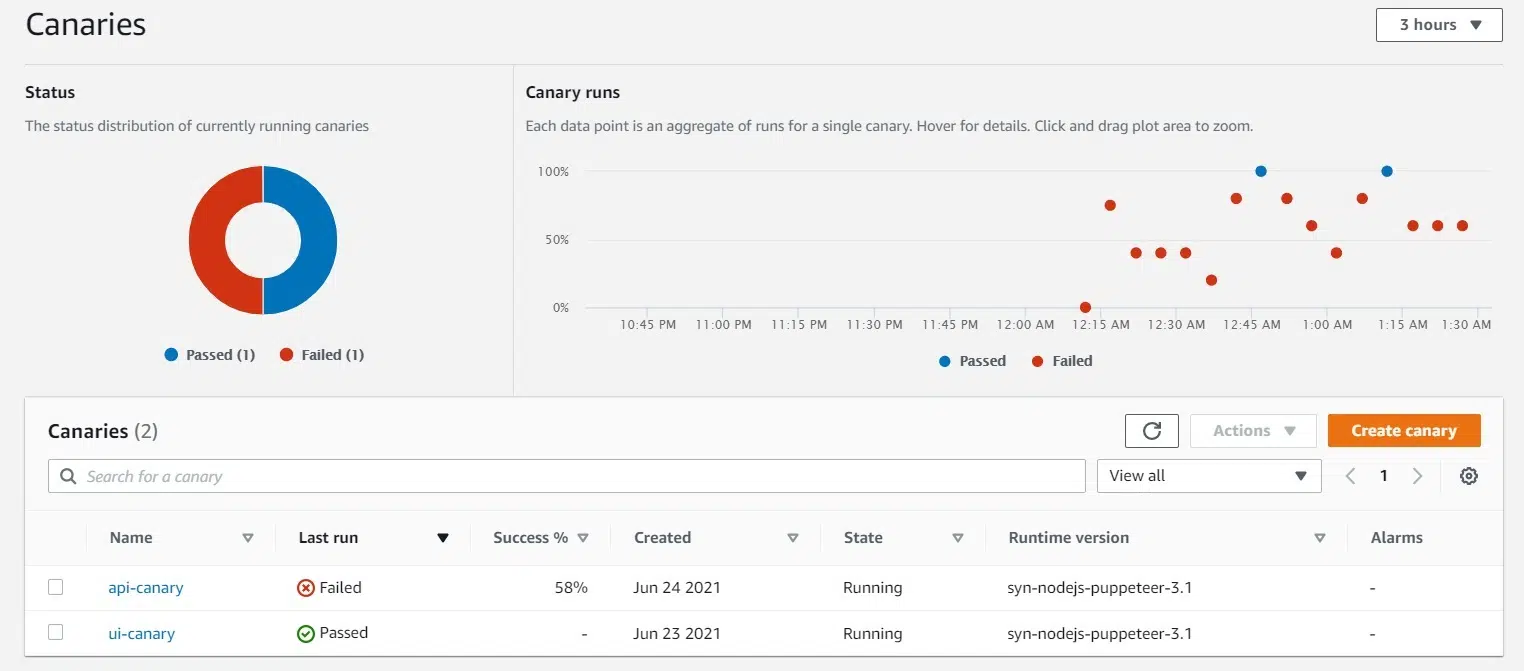 Canaries
3 hours
Status
The status distribution of currently running canaries
Passed (1) Failed (1)
Canary runs
Each data point is an aggregate of runs for a single canary. Hover for details. Click and drag plot area to zoom.
100%
50%
0%
10:45 PM 11:00 PM 11:15 PM 11:30 PM 11:45 PM 12:00 AM 12:15 AM 12:30 AM 12:45 AM 1:00 AM 1:15 AM 1:30 AM
Passed Failed
Canaries (2)
Actions
Create canary
Search for a canary
View all
1
Name Last run Success % Created State Runtime version Alarms
api-canary Failed 58% Jun 24 2021 Running syn-nodejs-puppeteer-3.1 -
ui-canary Passed - Jun 23 2021 Running syn-nodejs-puppeteer-3.1 -